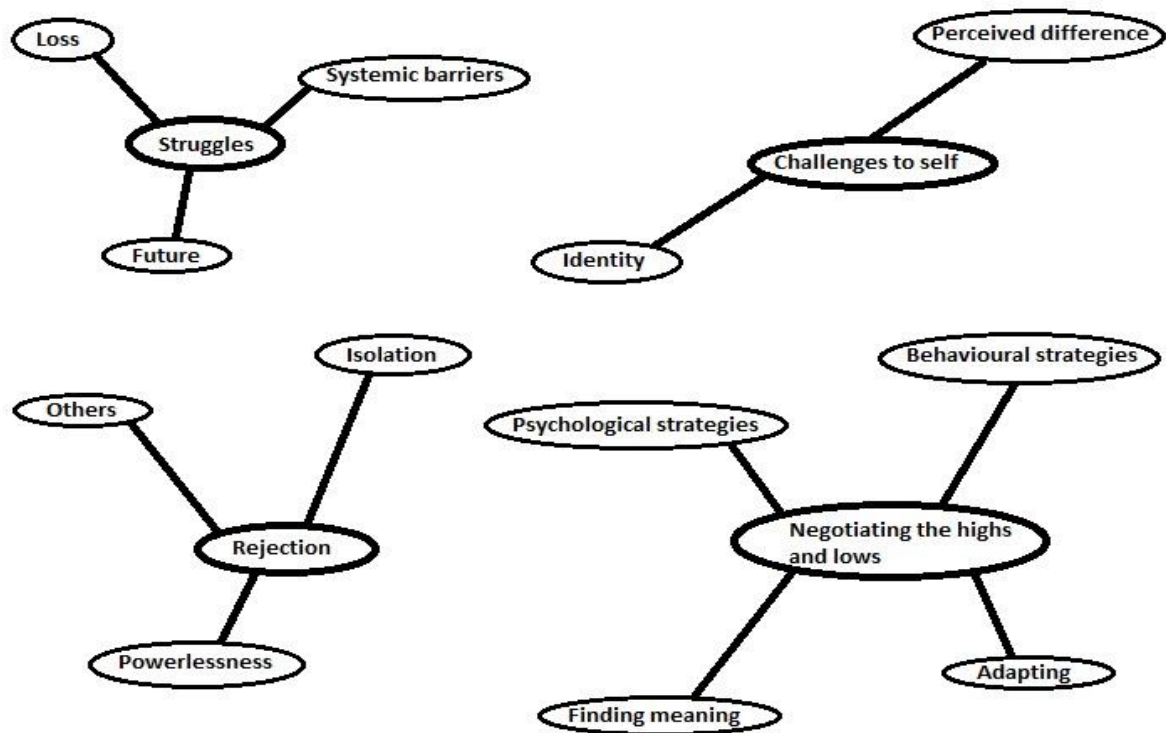 Loss
Systemic barriers
Struggles
Future
Perceived difference
Challenges to self
Identity
Isolation
Others
Rejection
Powerlessness
Behavioural strategies
Psychological strategies
Negotiating the highs
and lows
Adapting
Finding meaning